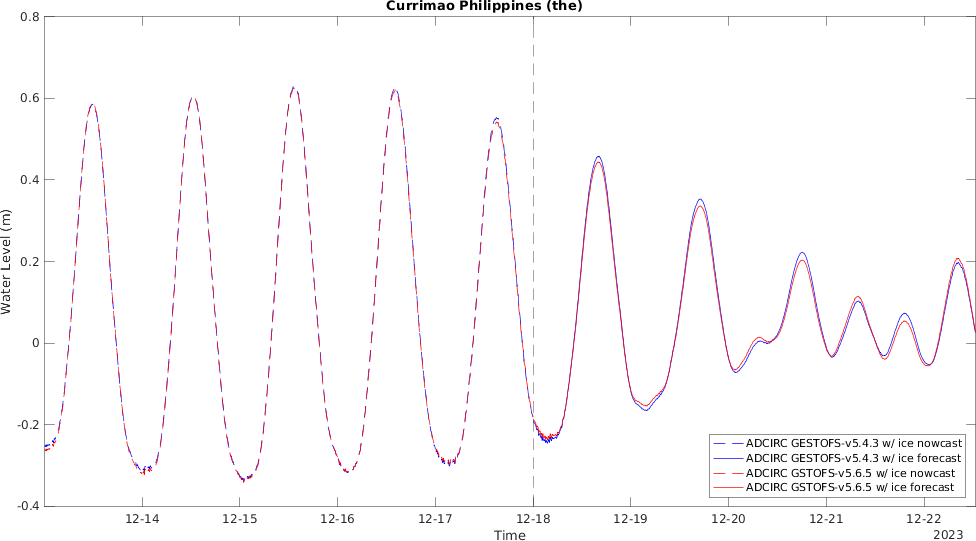 Currimao Philippines (the)
0.8
0.6
0.4
0.2
0
-0.2
-0.4
Water Level (m)
12-14 12-15 12-16 12-17 12-18 12-19 12-20 12-21 12-22
Time
2023
ADCIRC GESTOFS-v5.4.3 w/ ice nowcast
ADCIRC GESTOFS-v5.4.3 w/ ice forecast
ADCIRC GSTOFS-v5.6.5 w/ ice nowcast
ADCIRC GSTOFS-v5.6.5 w/ ice forecast